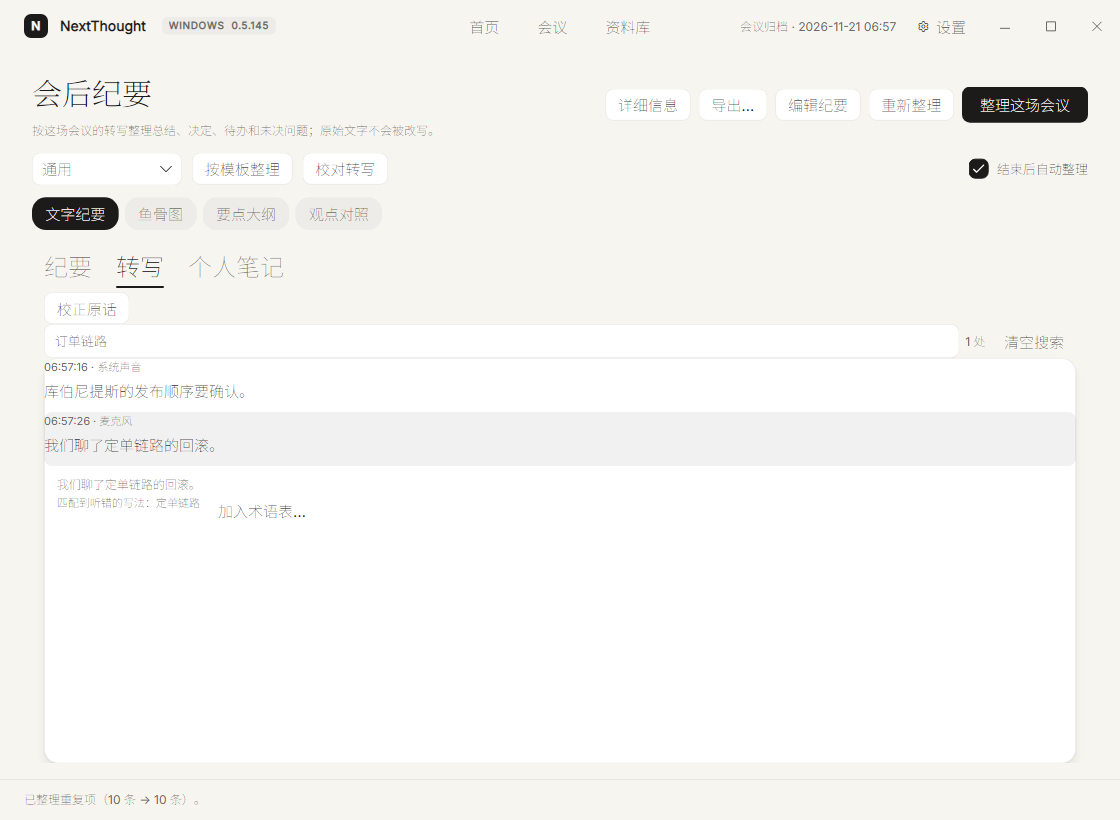 N NextThought WINDOWS 0.5.145 首页 会议 资料库 会议归档 · 2026-11-21 06:57 设置
会后纪要
详细信息 导出... 编辑纪要 重新整理 整理这场会议
按这场会议的转写整理总结、决定、待办和未决问题；原始文字不会被改写。
通用 按模板整理 校对转写 结束后自动整理
文字纪要 鱼骨图 要点大纲 观点对照
纪要 转写 个人笔记
校正原话
订单链路 1 处 清空搜索
06:57:16 · 系统声音
库伯尼提斯的发布顺序要确认。
06:57:26 · 麦克风
我们聊了定单链路的回滚。
我们聊了定单链路的回滚。
匹配到听错的写法：定单链路
加入术语表...
已整理重复项（10 条 → 10 条）。